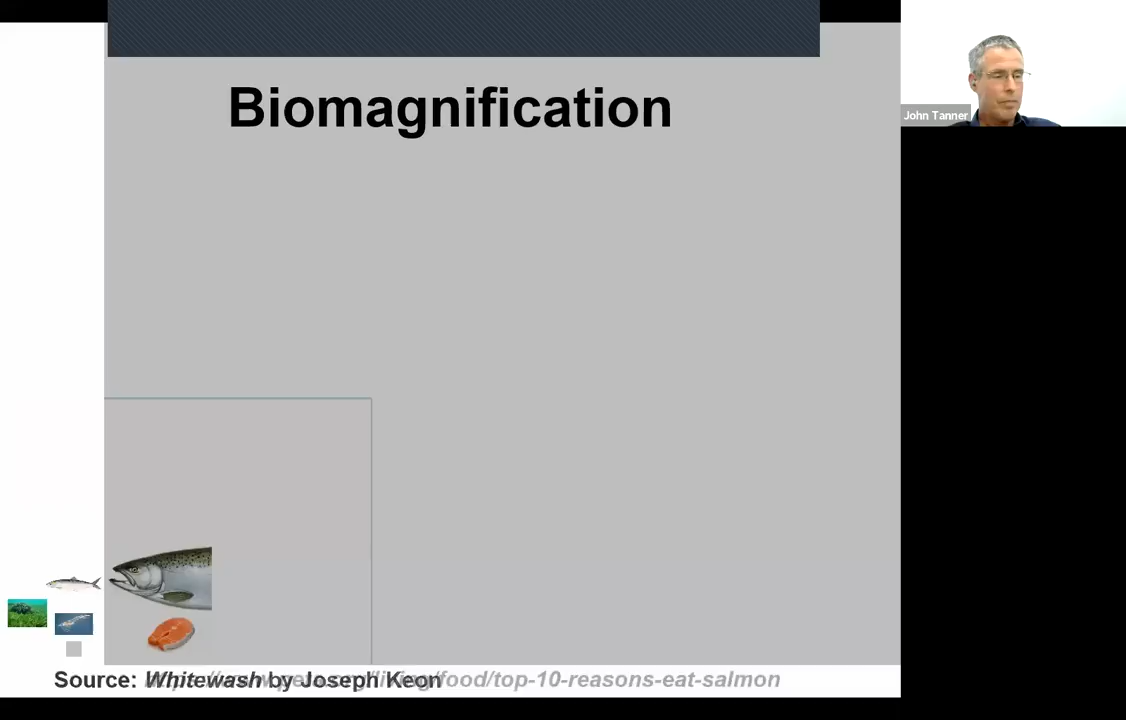 Biomagnification
John Tanner
Source: Whitewash by Joseph Keon
food/top-10-reasons-eat-salmon